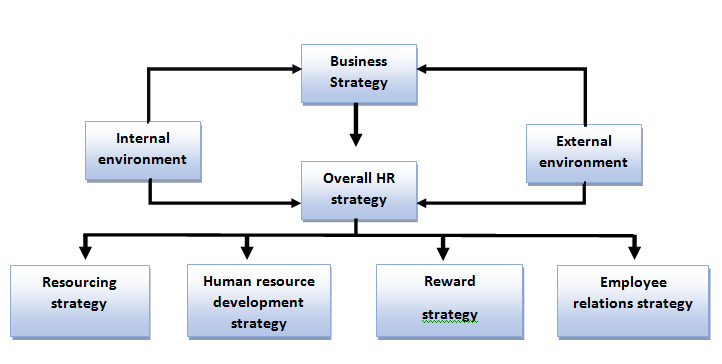 Business
Strategy
Internal
environment
External
environment
Overall HR
strategy
Resourcing
strategy
Human resource
development
strategy
Reward
strategy
Employee
relations strategy